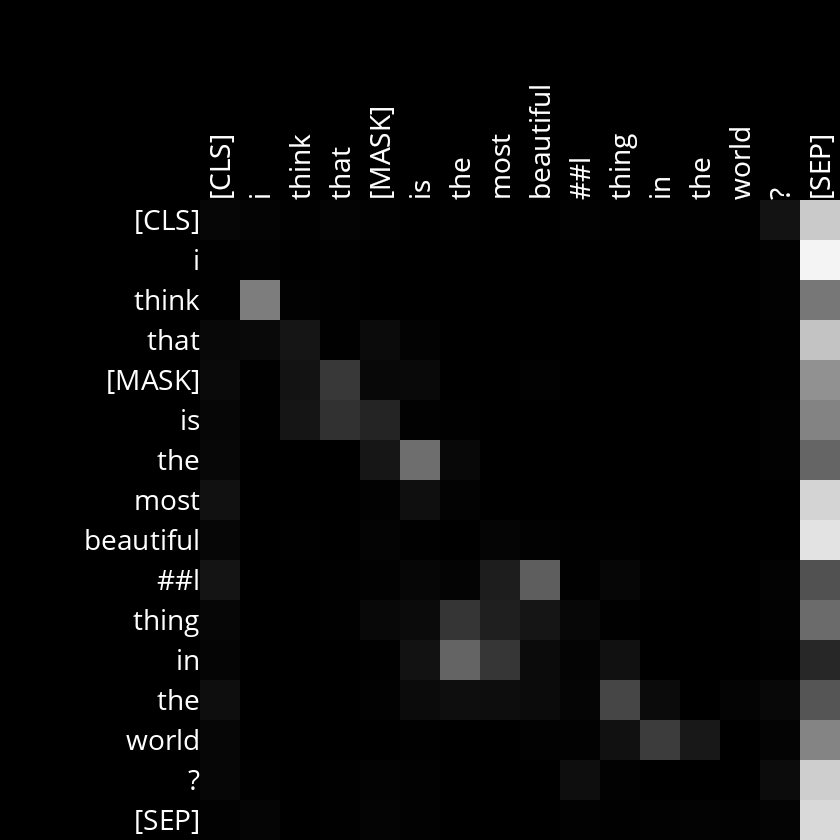 [CLS] i think that [MASK] is the most beautiful ##l thing in the world ? [SEP]
[CLS]
i
think
that
[MASK]
is
the
most
beautiful
##l
thing
in
the
world
?
[SEP]